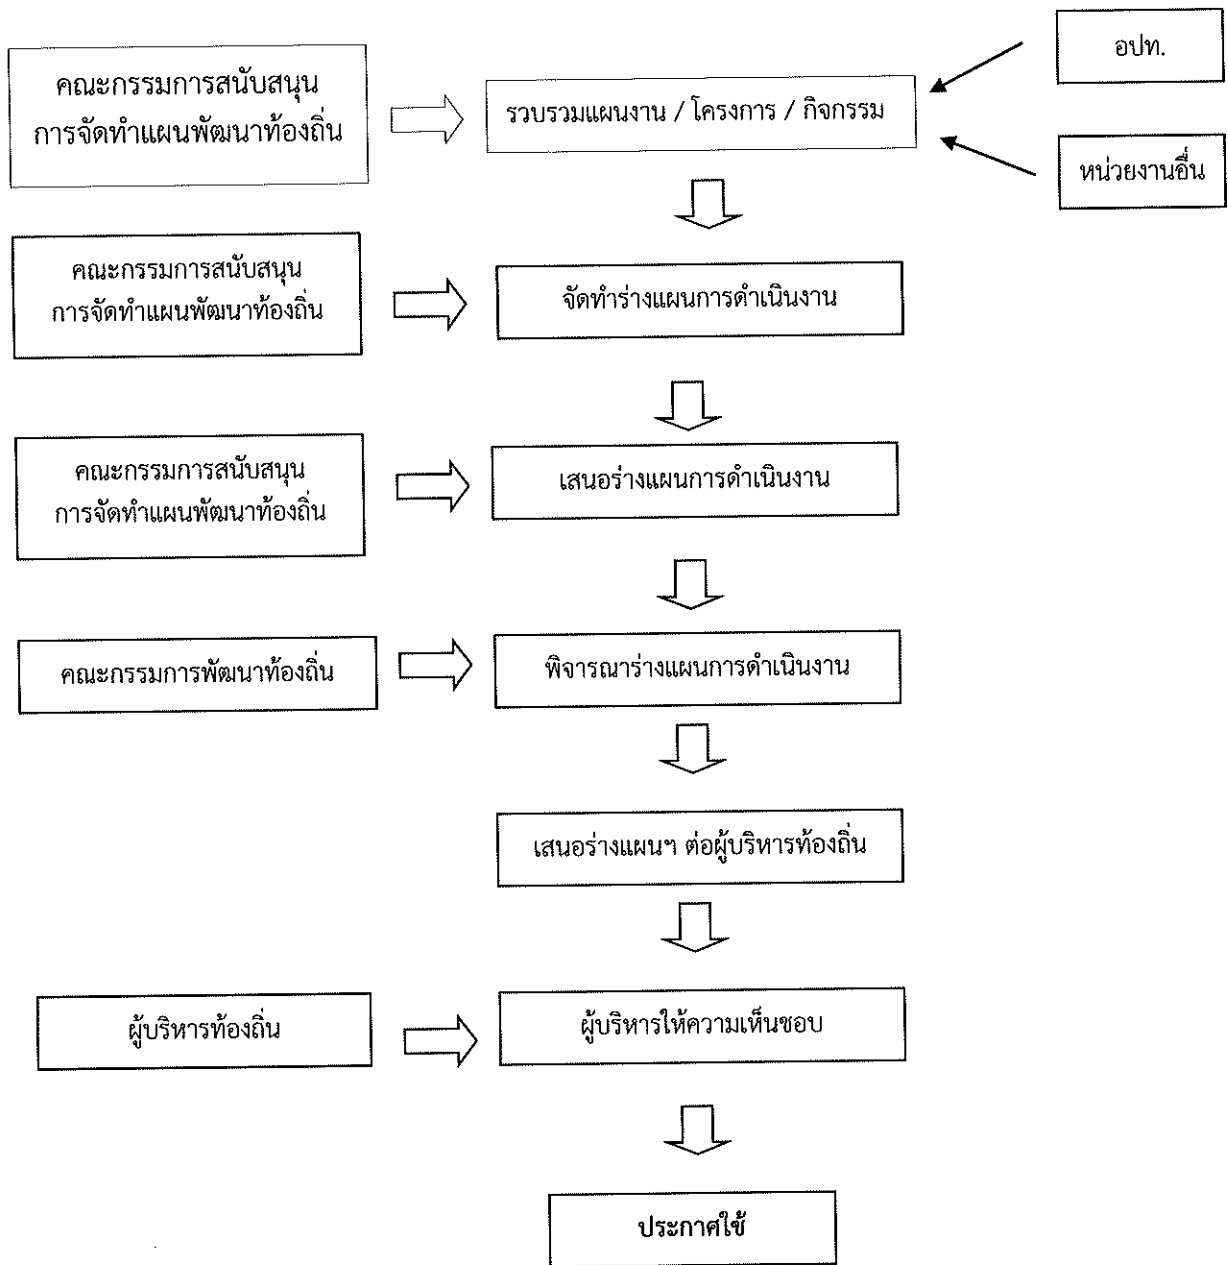 คณะกรรมการสนับสนุน
การจัดทำแผนพัฒนาท้องถิ่น
รวบรวมแผนงาน / โครงการ / กิจกรรม
อปท.
หน่วยงานอื่น
คณะกรรมการสนับสนุน
การจัดทำแผนพัฒนาท้องถิ่น
จัดทำร่างแผนการดำเนินงาน
คณะกรรมการสนับสนุน
การจัดทำแผนพัฒนาท้องถิ่น
เสนอร่างแผนการดำเนินงาน
คณะกรรมการพัฒนาท้องถิ่น
พิจารณาร่างแผนการดำเนินงาน
เสนอร่างแผนฯ ต่อผู้บริหารท้องถิ่น
ผู้บริหารท้องถิ่น
ผู้บริหารให้ความเห็นชอบ
ประกาศใช้